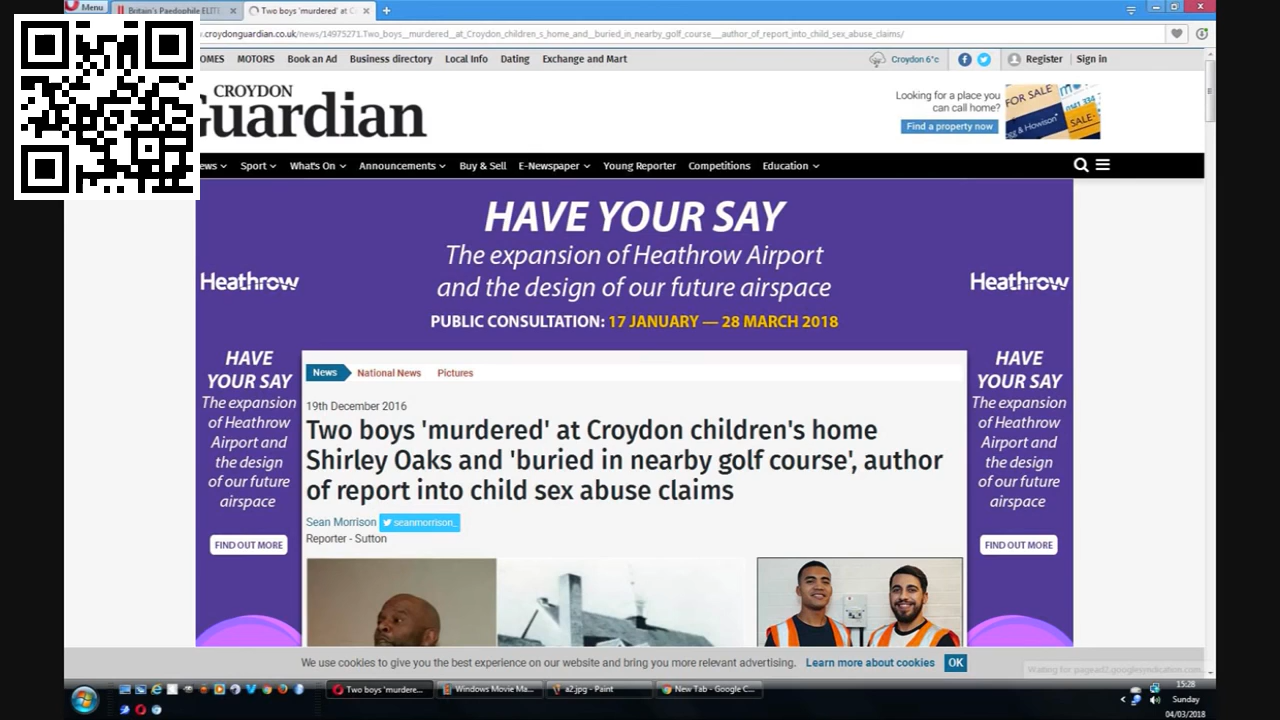 Menu
Britain's Paedophile ELITE
Two boys 'murdered' at C
.croydonguardian.co.uk/news/14975271.Two_boys__murdered__at_Croydon_children_s_home_and__buried_in_nearby_golf_course__author_of_report_into_child_sex_abuse_claims/
OMES MOTORS Book an Ad Business directory Local Info Dating Exchange and Mart
Croydon 6°c
Register Sign in
CROYDON
Guardian
Looking for a place you
can call home?
Find a property now
FOR SALE
& Howison
SALE
ews Sport What's On Announcements Buy & Sell E-Newspaper Young Reporter Competitions Education
HAVE YOUR SAY
The expansion of Heathrow Airport
and the design of our future airspace
PUBLIC CONSULTATION: 17 JANUARY — 28 MARCH 2018
Heathrow
Heathrow
HAVE
YOUR SAY
The expansion
of Heathrow
Airport and
the design
of our future
airspace
FIND OUT MORE
News National News Pictures
19th December 2016
Two boys 'murdered' at Croydon children's home
Shirley Oaks and 'buried in nearby golf course', author
of report into child sex abuse claims
Sean Morrison seanmorrison_
Reporter - Sutton
HAVE
YOUR SAY
The expansion
of Heathrow
Airport and
the design
of our future
airspace
FIND OUT MORE
We use cookies to give you the best experience on our website and bring you more relevant advertising. Learn more about cookies OK
Waiting for pagead2.googlesyndication.com...
Two boys 'murdere...
Windows Movie Ma...
a2.jpg - Paint
New Tab - Google C...
15:28
Sunday
04/03/2018